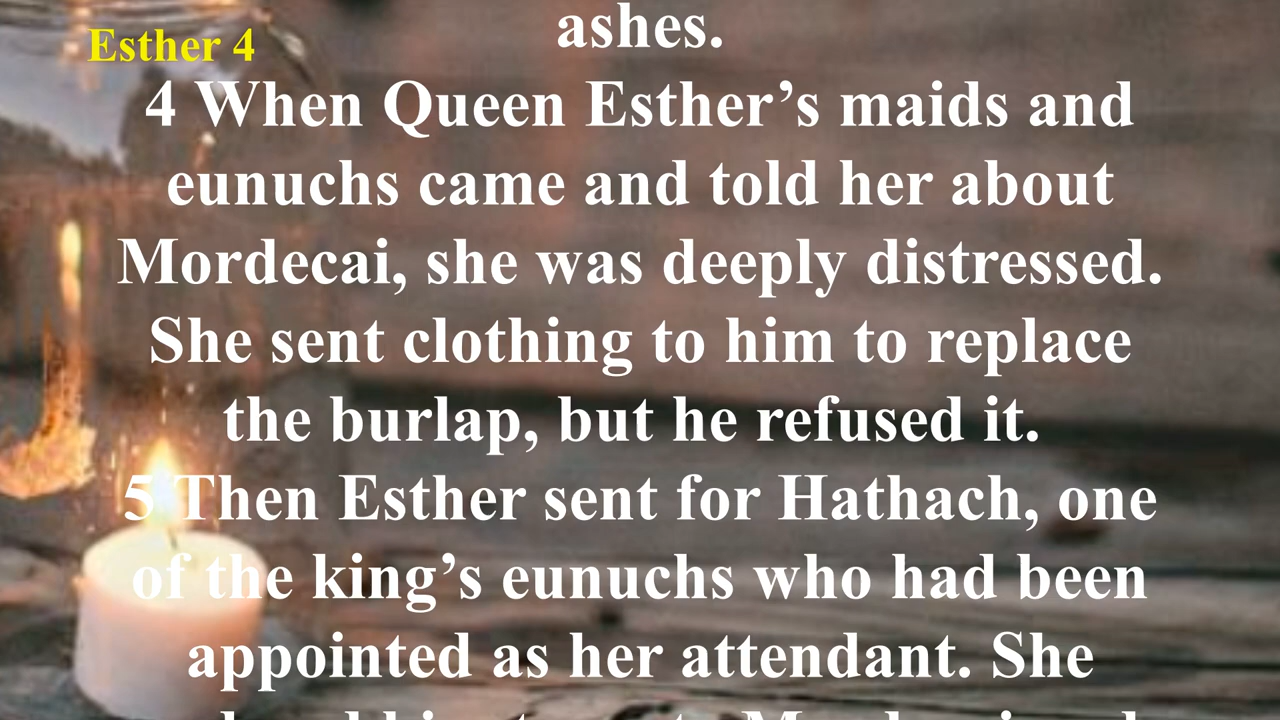 ashes.
Esther 4
4 When Queen Esther’s maids and
eunuchs came and told her about
Mordecai, she was deeply distressed.
She sent clothing to him to replace
the burlap, but he refused it.
5 Then Esther sent for Hathach, one
of the king’s eunuchs who had been
appointed as her attendant. She